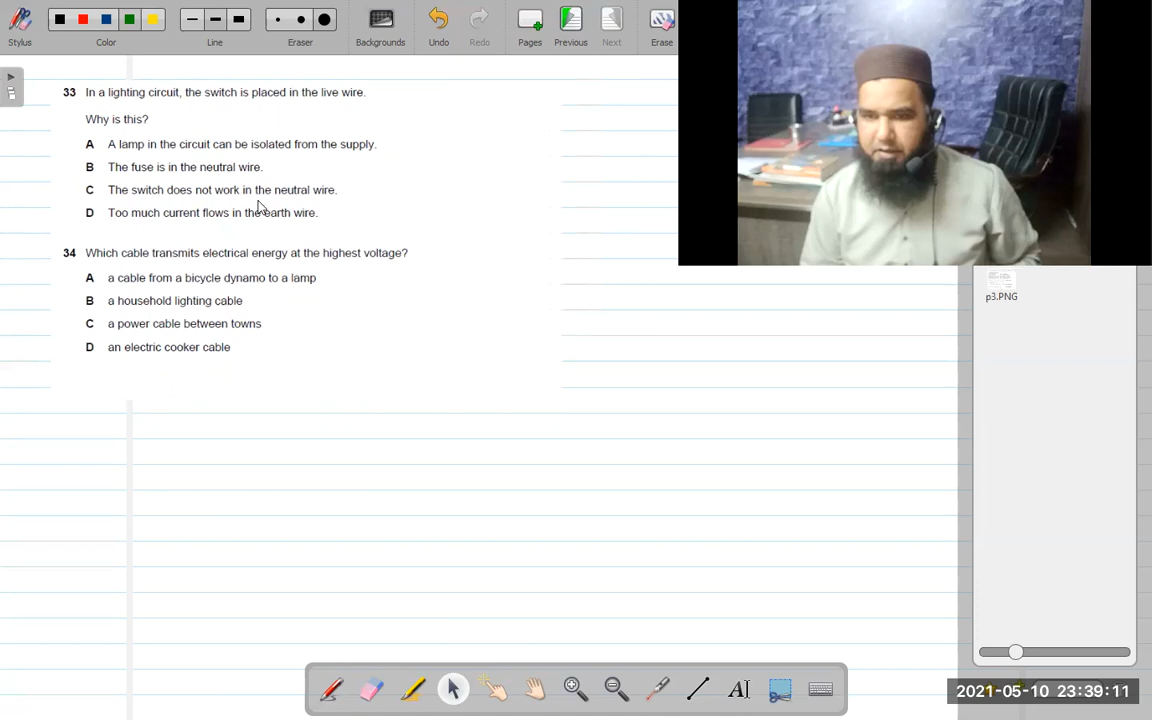 Stylus
Color
Line
Eraser
Backgrounds
Undo
Redo
Pages
Previous
Next
Erase
33 In a lighting circuit, the switch is placed in the live wire.
Why is this?
A A lamp in the circuit can be isolated from the supply.
B The fuse is in the neutral wire.
C The switch does not work in the neutral wire.
D Too much current flows in the earth wire.
34 Which cable transmits electrical energy at the highest voltage?
A a cable from a bicycle dynamo to a lamp
B a household lighting cable
C a power cable between towns
D an electric cooker cable
p3.PNG
2021-05-10 23:39:11